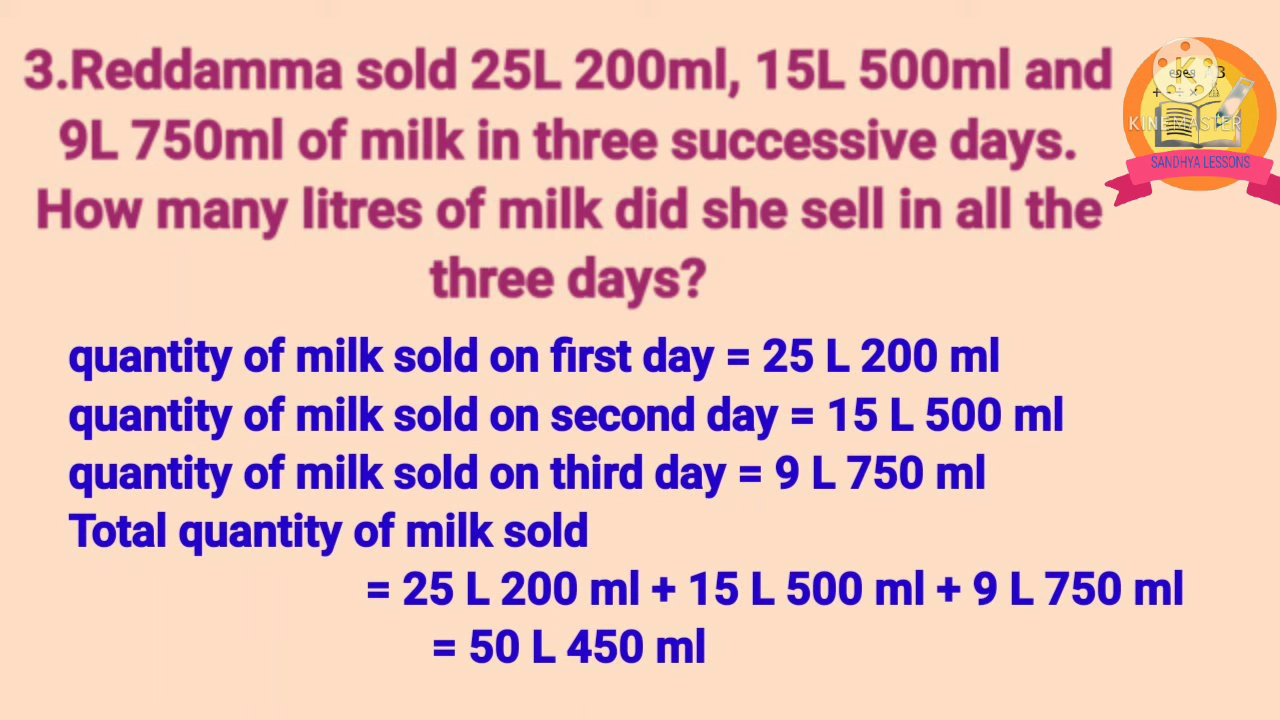 3.Reddamma sold 25L 200ml, 15L 500ml and
9L 750ml of milk in three successive days.
How many litres of milk did she sell in all the
three days?
KINEMASTER
SANDHYA LESSONS
quantity of milk sold on first day = 25 L 200 ml
quantity of milk sold on second day = 15 L 500 ml
quantity of milk sold on third day = 9 L 750 ml
Total quantity of milk sold
= 25 L 200 ml + 15 L 500 ml + 9 L 750 ml
= 50 L 450 ml